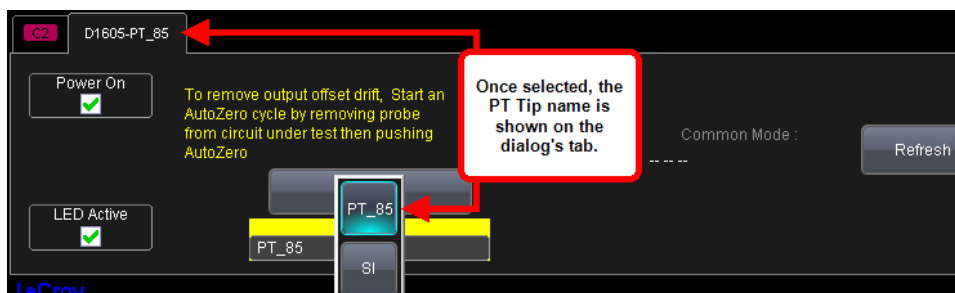 C2
D1605-PT_85
Power On
To remove output offset drift, Start an
AutoZero cycle by removing probe
from circuit under test then pushing
AutoZero
Once selected, the
PT Tip name is
shown on the
dialog's tab.
Common Mode :
-- -- --
Refresh
LED Active
PT_85
PT_85
SI
LeCroy